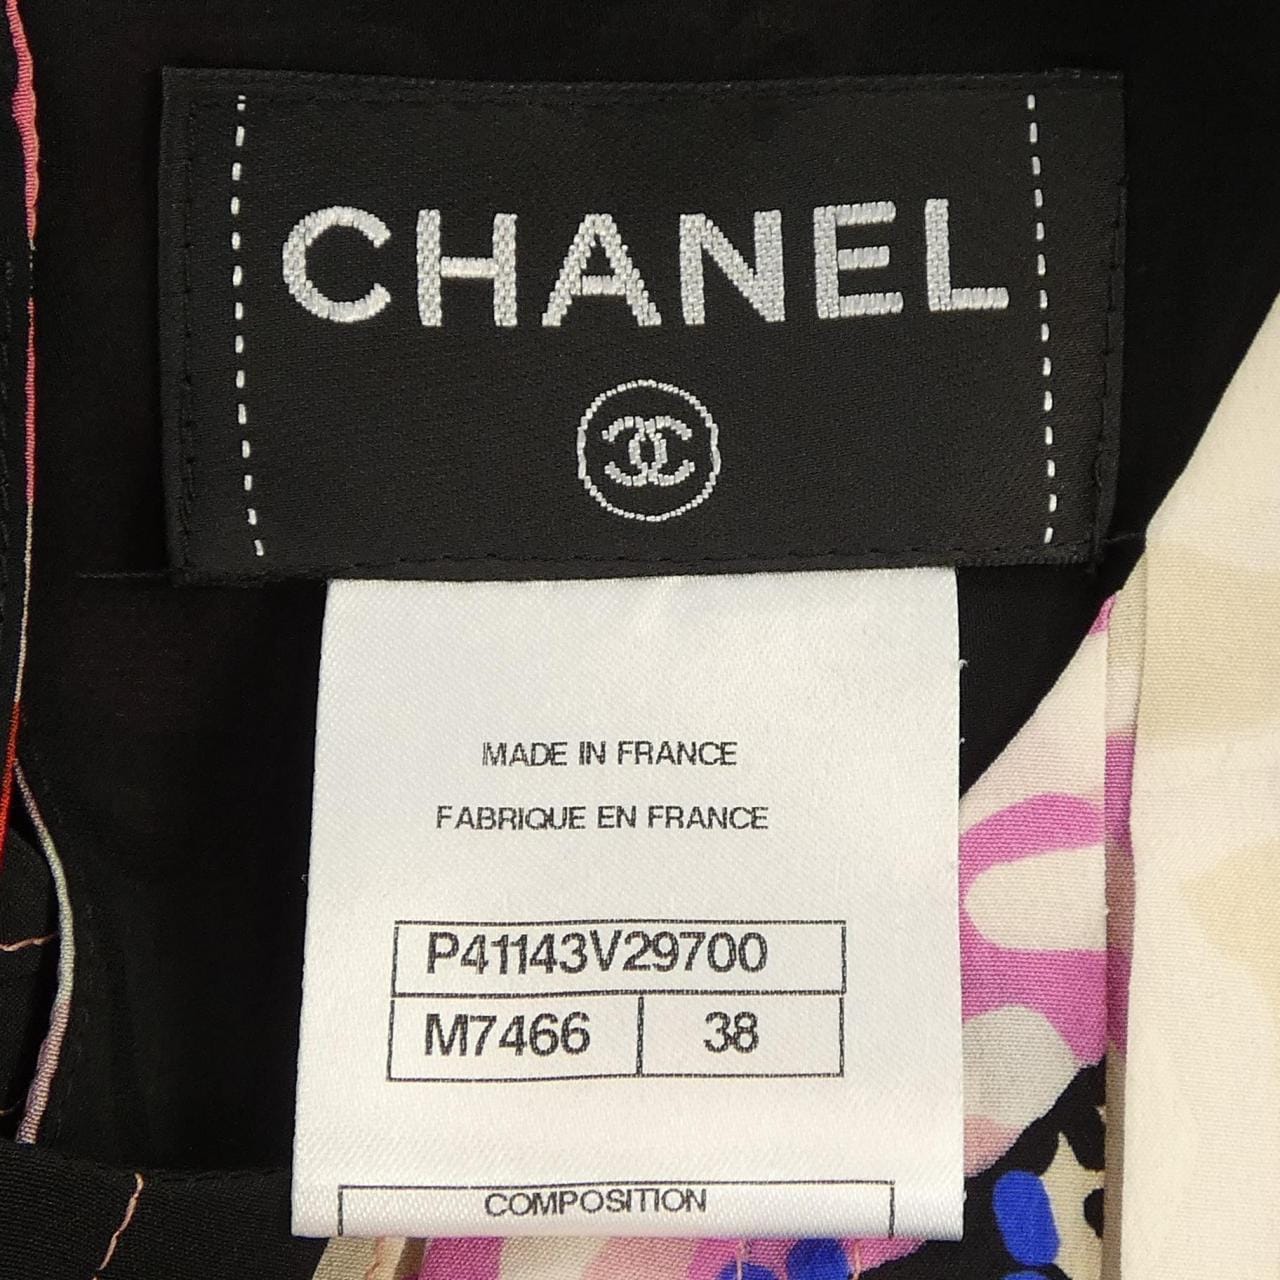 CHANEL
MADE IN FRANCE
FABRIQUE EN FRANCE
P41143V29700
M7466 38
COMPOSITION